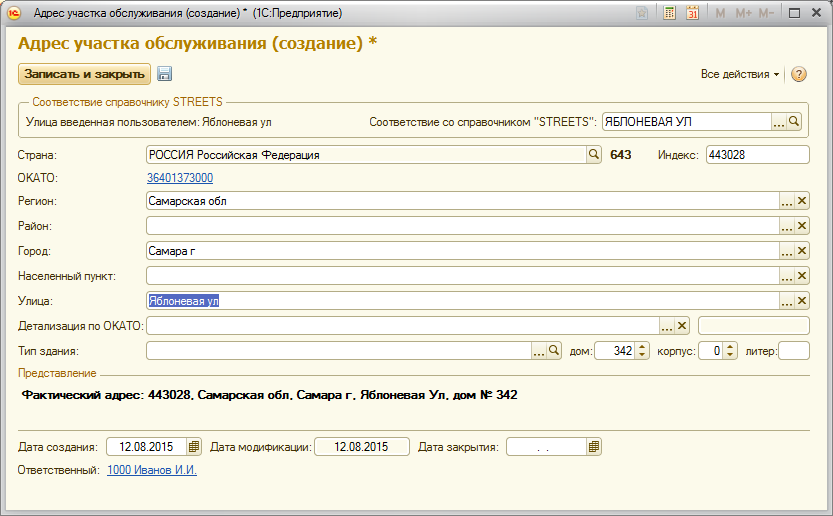 Адрес участка обслуживания (создание) * (1С:Предприятие)
M M+ M-
Адрес участка обслуживания (создание) *
Записать и закрыть
Все действия
?
Соответствие справочнику STREETS
Улица введенная пользователем: Яблоневая ул Соответствие со справочником "STREETS": ЯБЛОНЕВАЯ УЛ ...
Страна: РОССИЯ Российская Федерация 643 Индекс: 443028
ОКАТО: 36401373000
Регион: Самарская обл ...
Район: ...
Город: Самара г ...
Населенный пункт: ...
Улица: Яблоневая ул ...
Детализация по ОКАТО: ...
Тип здания: ... дом: 342 корпус: 0 литер:
Представление
Фактический адрес: 443028, Самарская обл, Самара г, Яблоневая Ул, дом № 342
Дата создания: 12.08.2015 Дата модификации: 12.08.2015 Дата закрытия: . .
Ответственный: 1000 Иванов И.И.